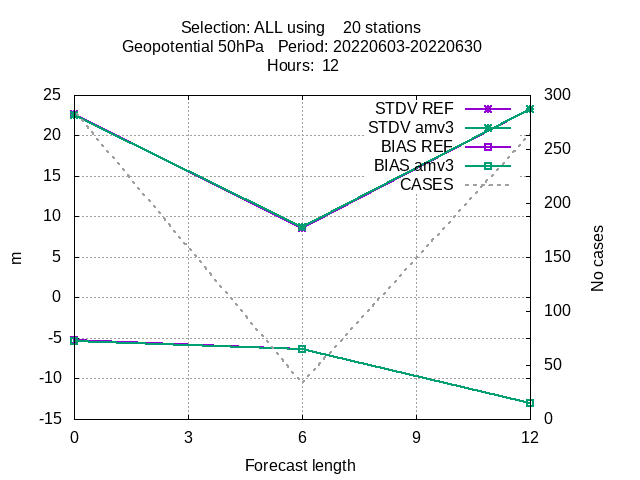 Selection: ALL using    20 stations
Geopotential 50hPa   Period: 20220603-20220630
Hours:  12
25
20
15
10
5
0
-5
-10
-15
m
STDV REF
STDV amv3
BIAS REF
BIAS amv3
CASES
300
250
200
150
100
50
0
No cases
0 3 6 9 12
Forecast length